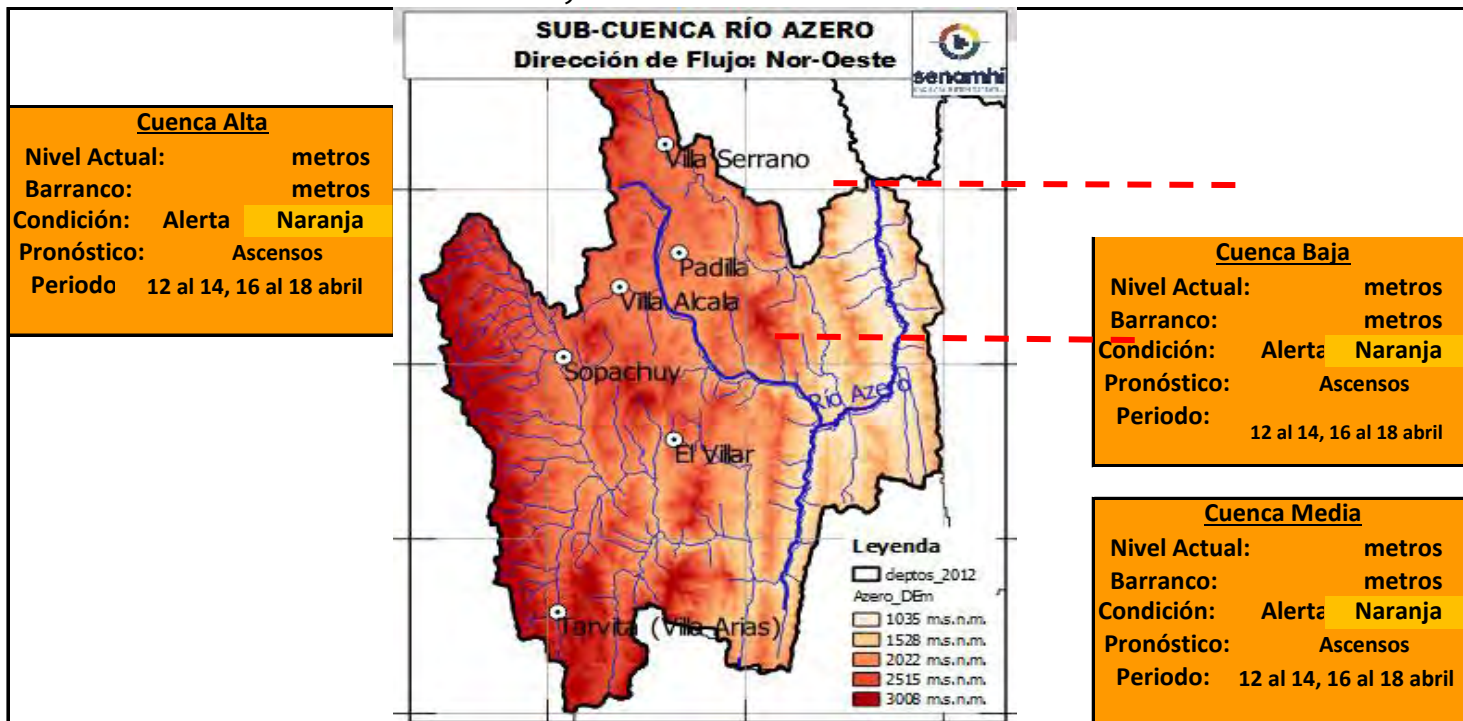 SUB-CUENCA RÍO AZERO
Dirección de Flujo: Nor-Oeste
senamhi
Cuenca Alta
Nivel Actual: metros
Barranco: metros
Condición: Alerta Naranja
Pronóstico: Ascensos
Periodo 12 al 14, 16 al 18 abril
Villa Serrano
Padilla
Villa Alcala
Sopachuy
Río Azero
El Villar
Tarvita (Villa Arias)
Leyenda
deptos_2012
Azero_DEm
1035 m.s.n.m.
1528 m.s.n.m.
2022 m.s.n.m.
2515 m.s.n.m.
3008 m.s.n.m.
Cuenca Baja
Nivel Actual: metros
Barranco: metros
Condición: Alerta Naranja
Pronóstico: Ascensos
Periodo:
12 al 14, 16 al 18 abril
Cuenca Media
Nivel Actual: metros
Barranco: metros
Condición: Alerta Naranja
Pronóstico: Ascensos
Periodo: 12 al 14, 16 al 18 abril